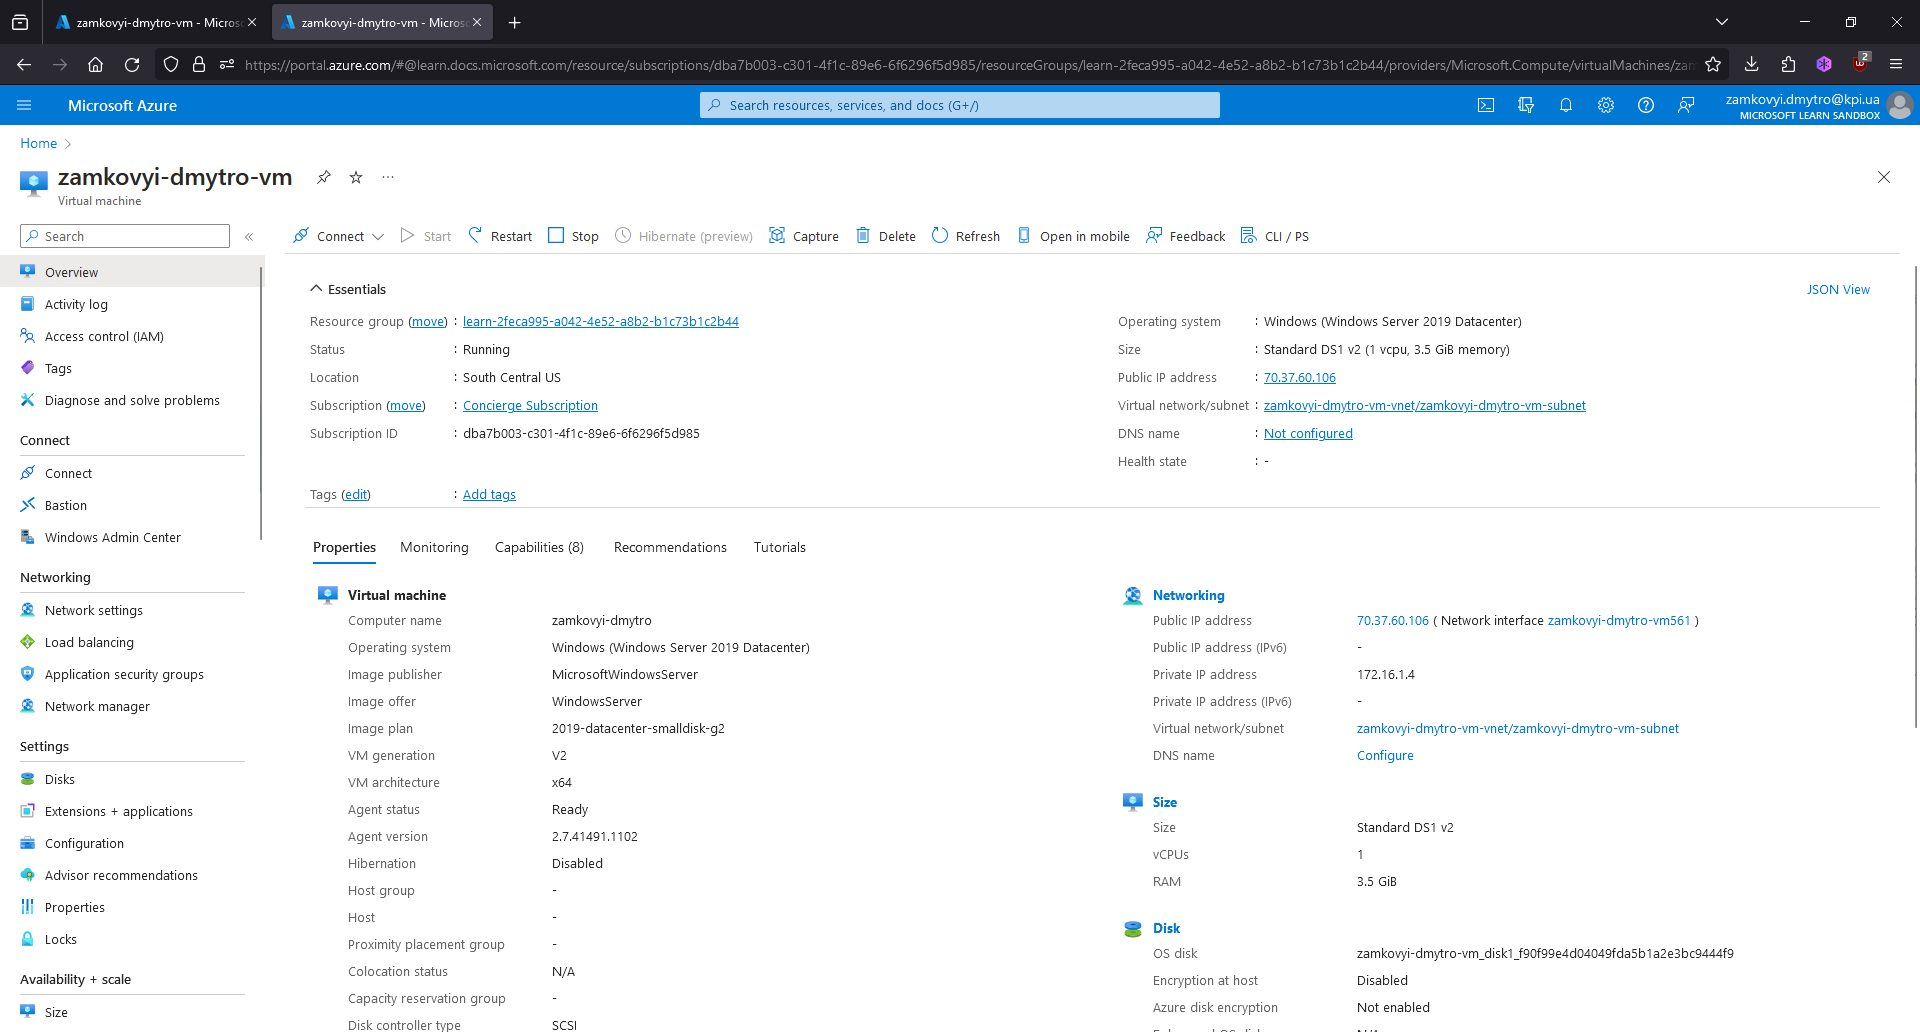 zamkovyi-dmytro-vm - Micros
zamkovyi-dmytro-vm - Micros
https://portal.azure.com/#@learn.docs.microsoft.com/resource/subscriptions/dba7b003-c301-4f1c-89e6-6f6296f5d985/resourceGroups/learn-2feca995-a042-4e52-a8b2-b1c73b1c2b44/providers/Microsoft.Compute/virtualMachines/zam
2
Microsoft Azure
Search resources, services, and docs (G+/)
zamkovyi.dmytro@kpi.ua
MICROSOFT LEARN SANDBOX
Home
zamkovyi-dmytro-vm
Virtual machine
Search
Connect
Start
Restart
Stop
Hibernate (preview)
Capture
Delete
Refresh
Open in mobile
Feedback
CLI / PS
Overview
Activity log
Access control (IAM)
Tags
Diagnose and solve problems
Connect
Connect
Bastion
Windows Admin Center
Networking
Network settings
Load balancing
Application security groups
Network manager
Settings
Disks
Extensions + applications
Configuration
Advisor recommendations
Properties
Locks
Availability + scale
Size
Essentials
JSON View
Resource group (move) : learn-2feca995-a042-4e52-a8b2-b1c73b1c2b44
Status : Running
Location : South Central US
Subscription (move) : Concierge Subscription
Subscription ID : dba7b003-c301-4f1c-89e6-6f6296f5d985
Operating system : Windows (Windows Server 2019 Datacenter)
Size : Standard DS1 v2 (1 vcpu, 3.5 GiB memory)
Public IP address : 70.37.60.106
Virtual network/subnet : zamkovyi-dmytro-vm-vnet/zamkovyi-dmytro-vm-subnet
DNS name : Not configured
Health state : -
Tags (edit) : Add tags
Properties
Monitoring
Capabilities (8)
Recommendations
Tutorials
Virtual machine
Computer name zamkovyi-dmytro
Operating system Windows (Windows Server 2019 Datacenter)
Image publisher MicrosoftWindowsServer
Image offer WindowsServer
Image plan 2019-datacenter-smalldisk-g2
VM generation V2
VM architecture x64
Agent status Ready
Agent version 2.7.41491.1102
Hibernation Disabled
Host group -
Host -
Proximity placement group -
Colocation status N/A
Capacity reservation group -
Disk controller type SCSI
Networking
Public IP address 70.37.60.106 ( Network interface zamkovyi-dmytro-vm561 )
Public IP address (IPv6) -
Private IP address 172.16.1.4
Private IP address (IPv6) -
Virtual network/subnet zamkovyi-dmytro-vm-vnet/zamkovyi-dmytro-vm-subnet
DNS name Configure
Size
Size Standard DS1 v2
vCPUs 1
RAM 3.5 GiB
Disk
OS disk zamkovyi-dmytro-vm_disk1_f90f99e4d04049fda5b1a2e3bc9444f9
Encryption at host Disabled
Azure disk encryption Not enabled